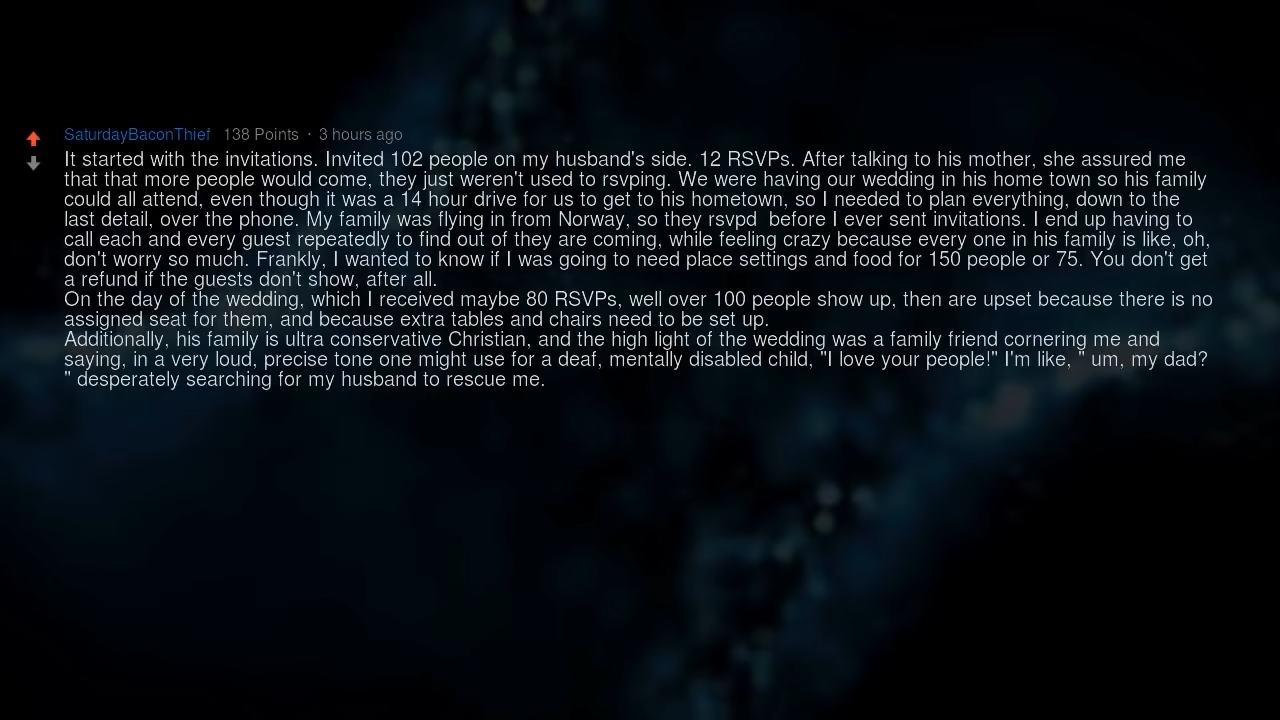 SaturdayBaconThief 138 Points · 3 hours ago
It started with the invitations. Invited 102 people on my husband's side. 12 RSVPs. After talking to his mother, she assured me
that that more people would come, they just weren't used to rsvping. We were having our wedding in his home town so his family
could all attend, even though it was a 14 hour drive for us to get to his hometown, so I needed to plan everything, down to the
last detail, over the phone. My family was flying in from Norway, so they rsvpd  before I ever sent invitations. I end up having to
call each and every guest repeatedly to find out of they are coming, while feeling crazy because every one in his family is like, oh,
don't worry so much. Frankly, I wanted to know if I was going to need place settings and food for 150 people or 75. You don't get
a refund if the guests don't show, after all.
On the day of the wedding, which I received maybe 80 RSVPs, well over 100 people show up, then are upset because there is no
assigned seat for them, and because extra tables and chairs need to be set up.
Additionally, his family is ultra conservative Christian, and the high light of the wedding was a family friend cornering me and
saying, in a very loud, precise tone one might use for a deaf, mentally disabled child, "I love your people!" I'm like, " um, my dad?
" desperately searching for my husband to rescue me.